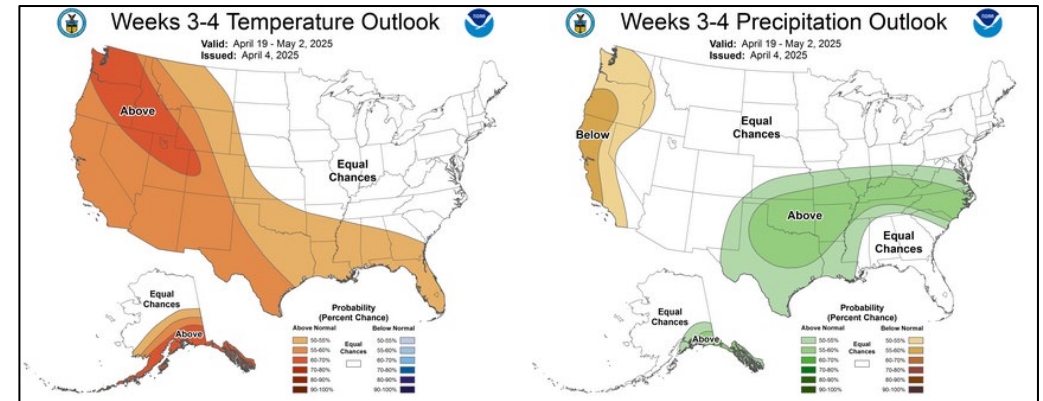 Weeks 3-4 Temperature Outlook
Valid: April 19 - May 2, 2025
Issued: April 4, 2025
Above
Equal
Chances
Equal
Chances
Above
Probability
(Percent Chance)
Above Normal
Below Normal
50-55%
55-60%
60-70%
70-80%
80-90%
90-100%
Equal
Chances
50-55%
55-60%
60-70%
70-80%
80-90%
90-100%
Weeks 3-4 Precipitation Outlook
Valid: April 19 - May 2, 2025
Issued: April 4, 2025
Below
Equal
Chances
Above
Equal
Chances
Equal
Chances
Above
Probability
(Percent Chance)
Above Normal
Below Normal
50-55%
55-60%
60-70%
70-80%
80-90%
90-100%
Equal
Chances
50-55%
55-60%
60-70%
70-80%
80-90%
90-100%